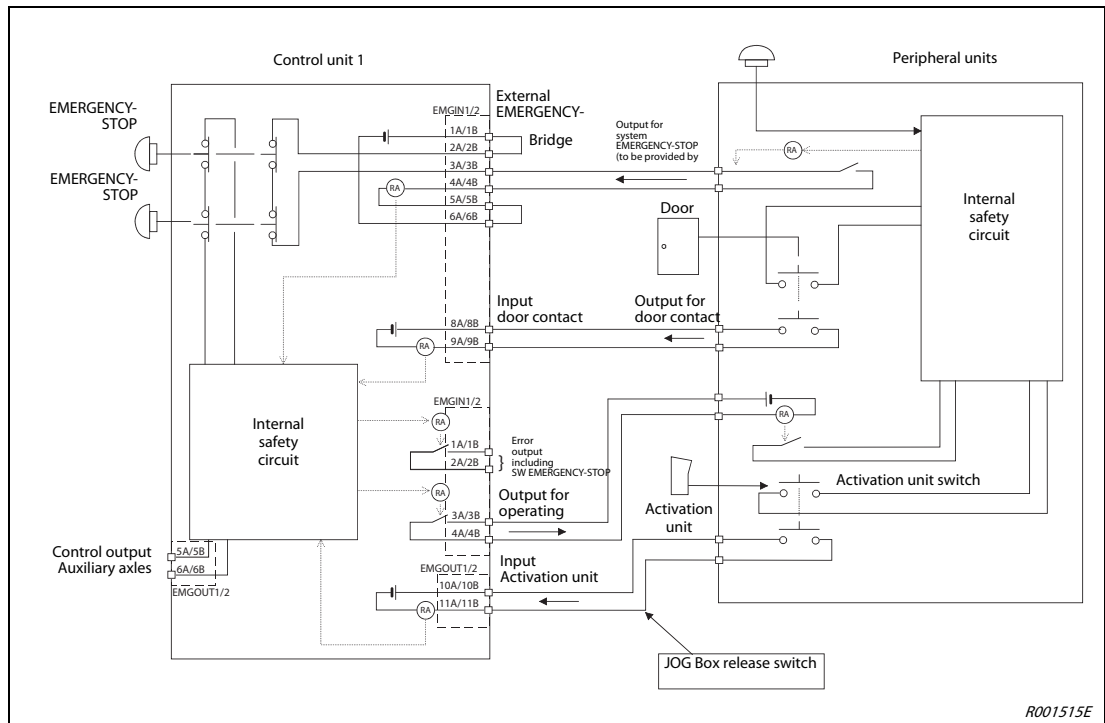 Control unit 1
Peripheral units
EMERGENCY-
STOP
EMERGENCY-
STOP
EMGIN1/2
External
EMERGENCY-
Bridge
1A/1B
2A/2B
3A/3B
4A/4B
5A/5B
6A/6B
RA
Output for
system
EMERGENCY-STOP
(to be provided by
RA
Internal
safety
circuit
Door
Input
door contact
Output for
door contact
8A/8B
9A/9B
RA
Internal
safety
circuit
EMGIN1/2
RA
1A/1B
2A/2B
}
Error
output
including
SW EMERGENCY-STOP
RA
RA
3A/3B
4A/4B
Output for
operating
Activation
unit
Activation unit switch
Control output
Auxiliary axles
5A/5B
6A/6B
EMGOUT1/2
EMGOUT1/2
Input
Activation unit
10A/10B
11A/11B
RA
JOG Box release switch
R001515E